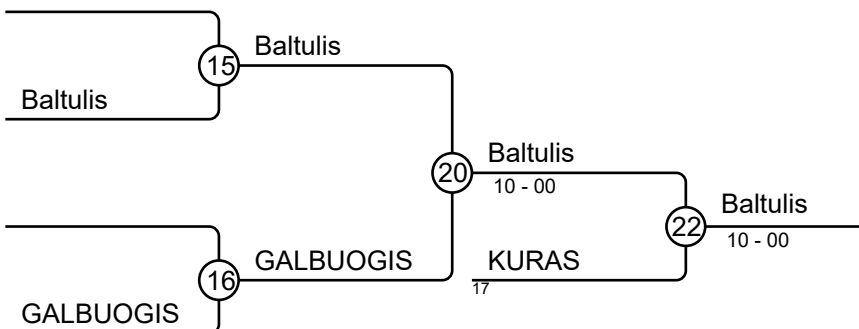 Baltulis
15
Baltulis
20
Baltulis
10 - 00
22
Baltulis
10 - 00
GALBUOGIS
16
KURAS
17
GALBUOGIS